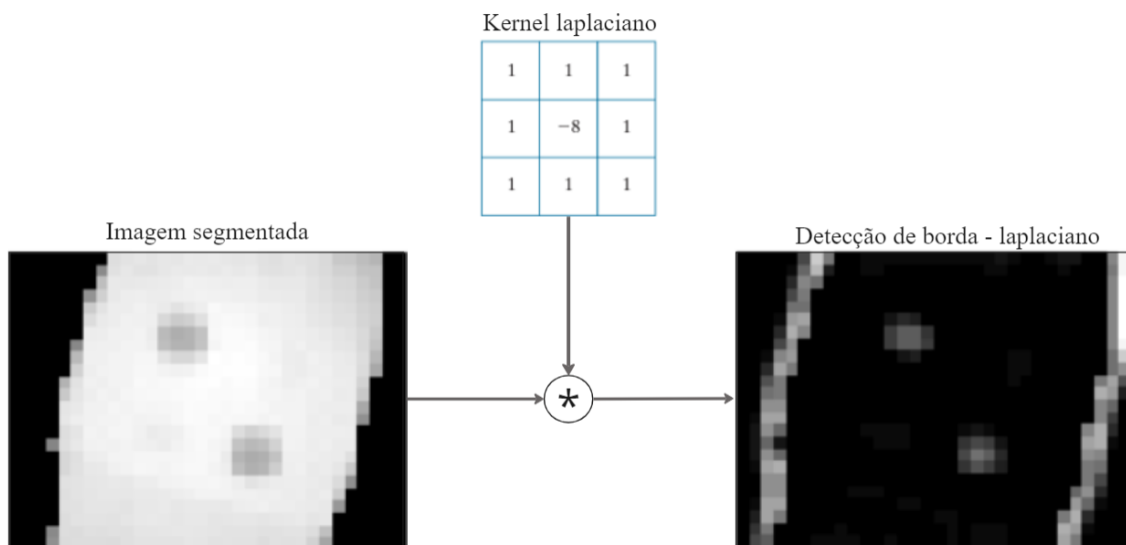 Kernel laplaciano
1 1 1
1 −8 1
1 1 1
Imagem segmentada
Detecção de borda - laplaciano
*